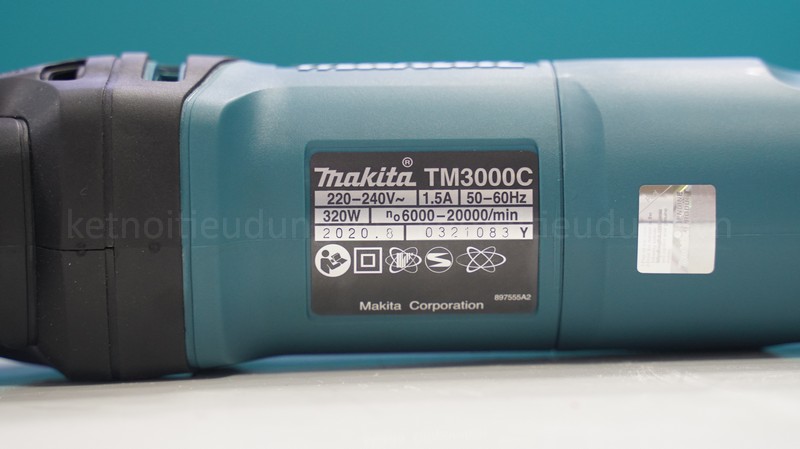 makita® TM3000C
220-240V~ 1.5A 50-60Hz
320W n₀6000-20000/min
2020.8 0321083 Y
Makita Corporation
897555A2